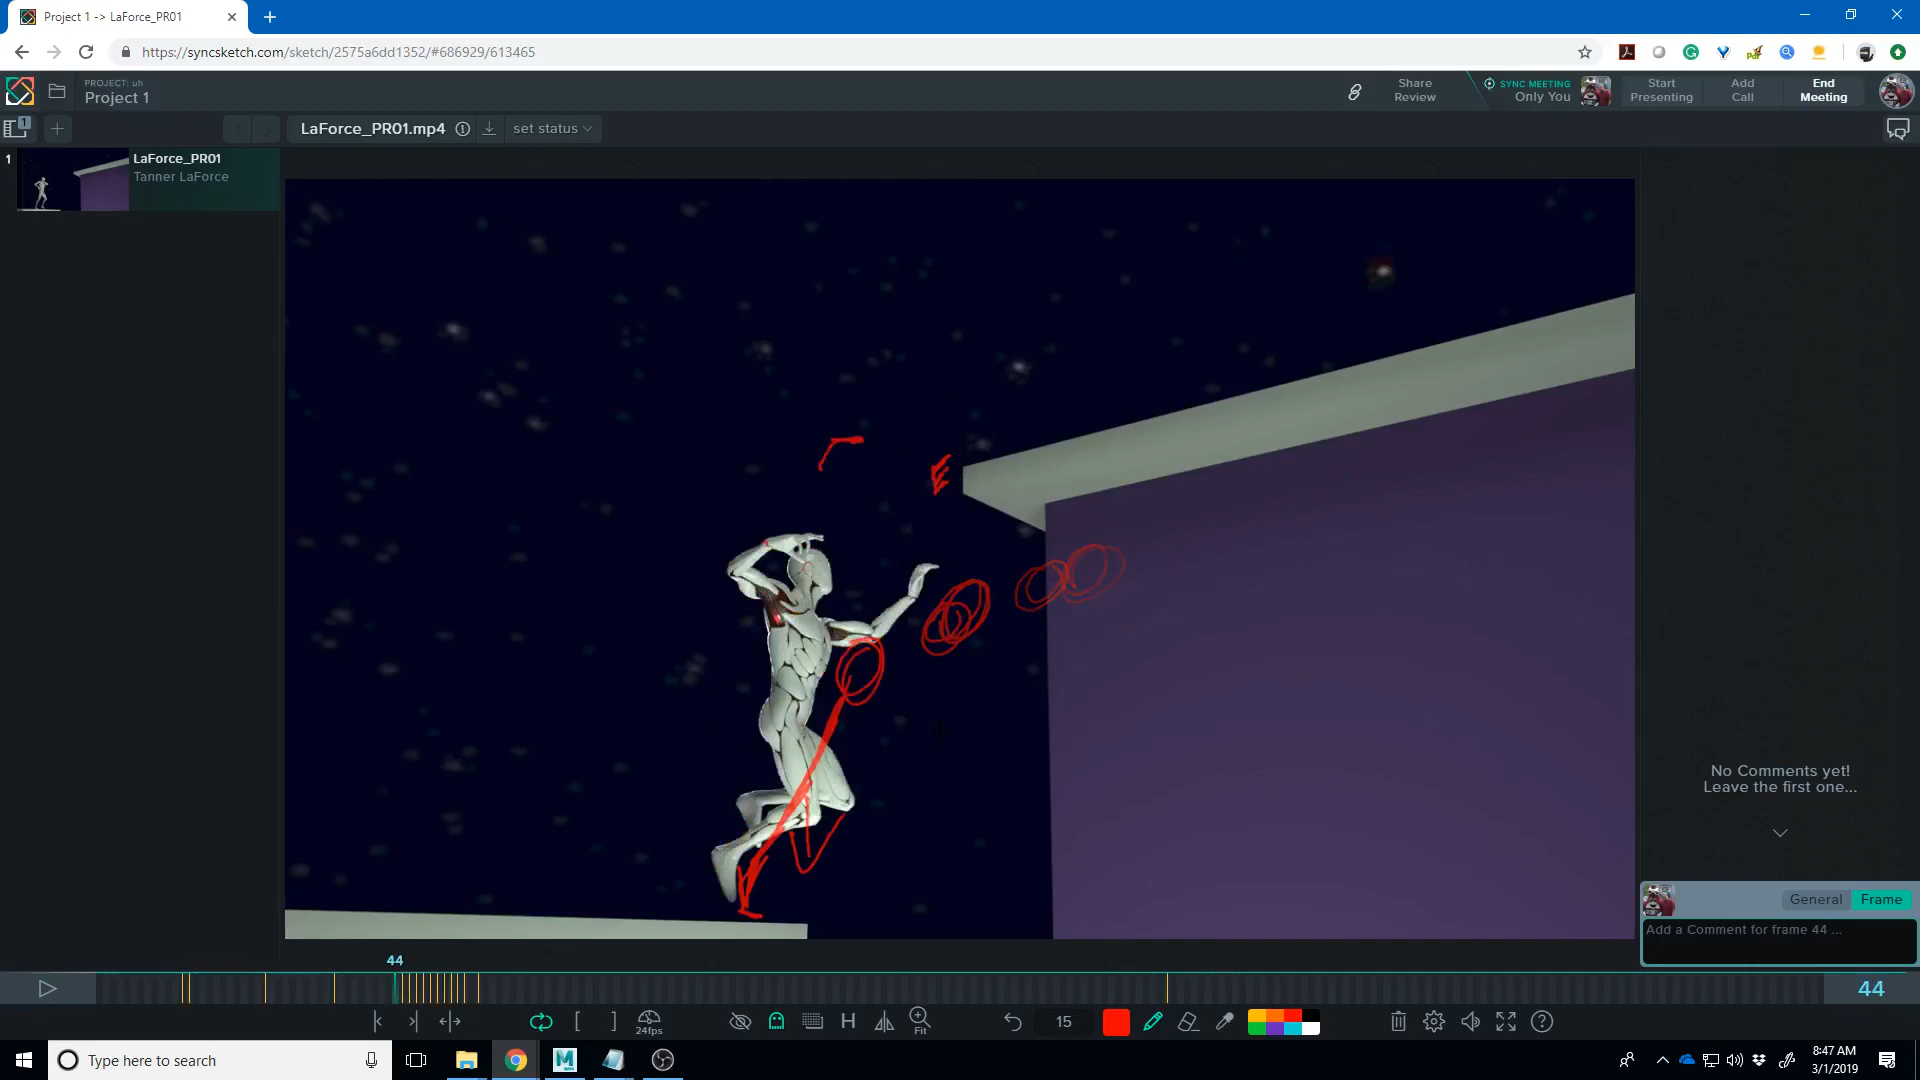 Project 1 -> LaForce_PR01
https://syncsketch.com/sketch/2575a6dd1352/#686929/613465
PROJECT: uh
Project 1
Share
Review
SYNC MEETING
Only You
Start
Presenting
Add
Call
End
Meeting
1
LaForce_PR01.mp4
set status
1
LaForce_PR01
Tanner LaForce
No Comments yet!
Leave the first one...
General
Frame
Add a Comment for frame 44 ...
44
44
24fps
H
Fit
15
Type here to search
8:47 AM
3/1/2019